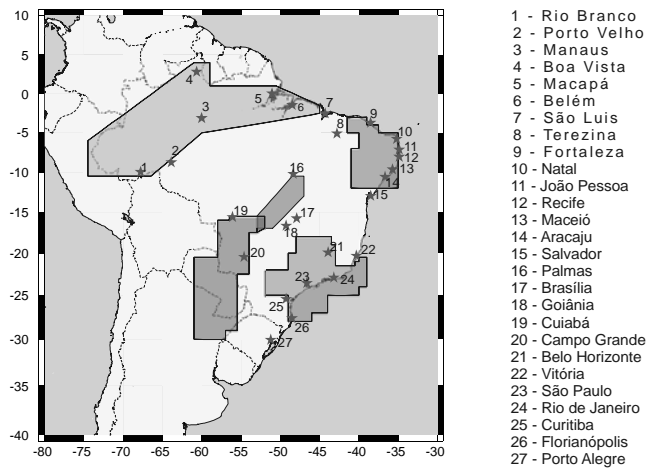 10
5
0
-5
-10
-15
-20
-25
-30
-35
-40
-80 -75 -70 -65 -60 -55 -50 -45 -40 -35 -30
1
2
3
4
5
6
7
8
9
10
11
12
13
14
15
16
17
18
19
20
21
22
23
24
25
26
27
1 - Rio Branco
2 - Porto Velho
3 - Manaus
4 - Boa Vista
5 - Macapá
6 - Belém
7 - São Luis
8 - Terezina
9 - Fortaleza
10 - Natal
11 - João Pessoa
12 - Recife
13 - Maceió
14 - Aracaju
15 - Salvador
16 - Palmas
17 - Brasília
18 - Goiânia
19 - Cuiabá
20 - Campo Grande
21 - Belo Horizonte
22 - Vitória
23 - São Paulo
24 - Rio de Janeiro
25 - Curitiba
26 - Florianópolis
27 - Porto Alegre